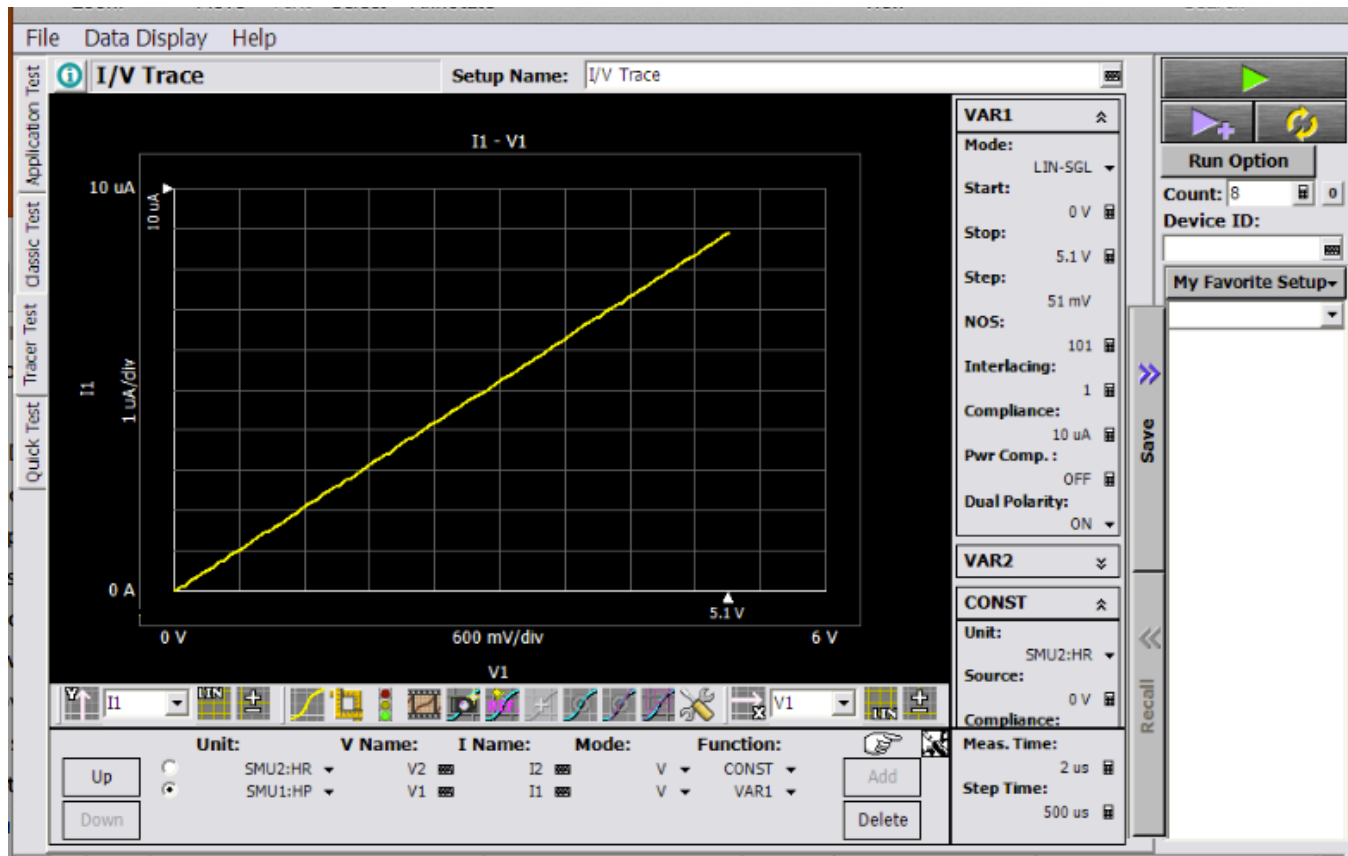 File Data Display Help
I/V Trace
Setup Name: I/V Trace
Application Test
Classic Test
Tracer Test
Quick Test
I1 - V1
10 uA
10 uA
I1
1 uA/div
0 A
5.1 V
0 V
600 mV/div
6 V
V1
VAR1
Mode:
LIN-SGL
Start:
0 V
Stop:
5.1 V
Step:
51 mV
NOS:
101
Interlacing:
1
Compliance:
10 uA
Pwr Comp. :
OFF
Dual Polarity:
ON
VAR2
CONST
Unit:
SMU2:HR
Source:
0 V
Compliance:
Meas. Time:
2 us
Step Time:
500 us
Save
Recall
Run Option
Count: 8
0
Device ID:
My Favorite Setup
I1
LIN
V1
LIN
Unit: V Name: I Name: Mode: Function:
Up
Down
SMU2:HR V2 I2 V CONST
SMU1:HP V1 I1 V VAR1
Add
Delete